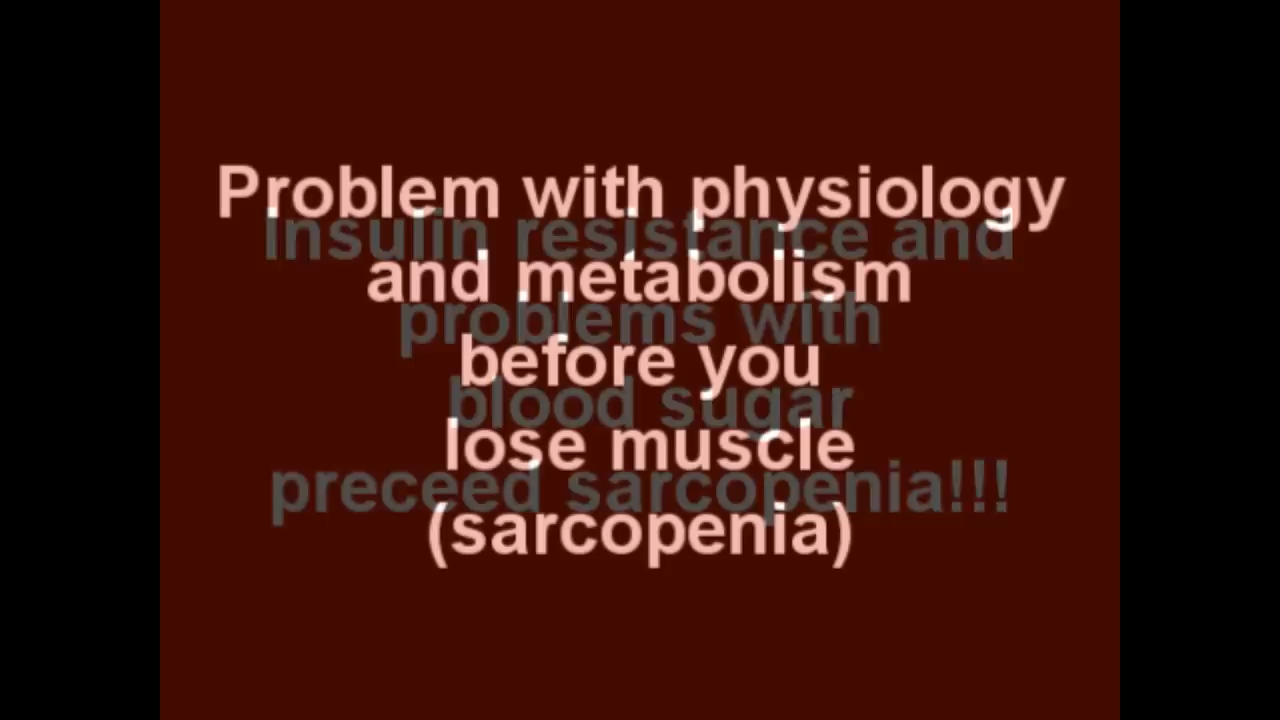 Problem with physiology
and metabolism
before you
lose muscle
(sarcopenia)
Insulin resistance and
problems with
blood sugar
preceed sarcopenia!!!